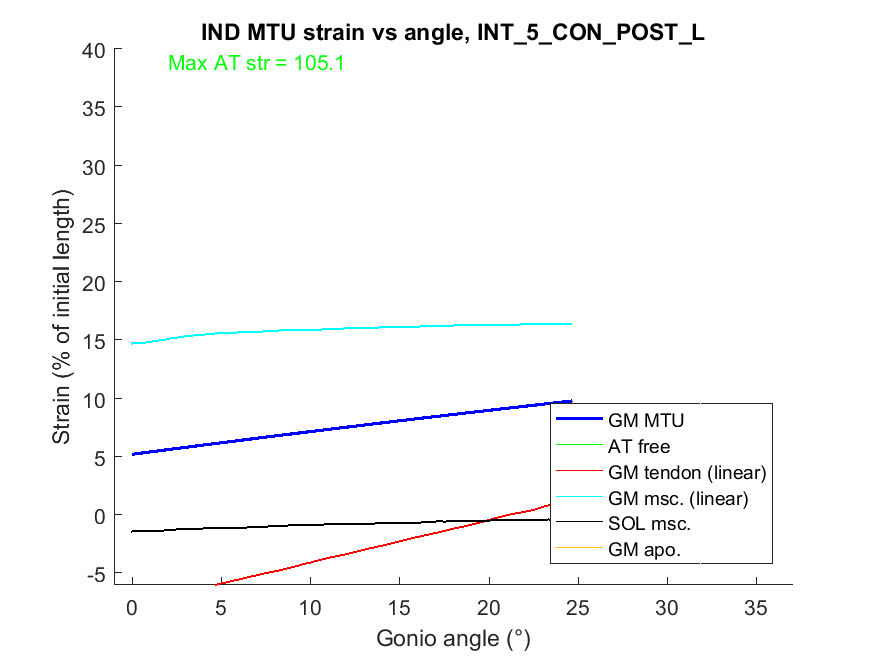 IND MTU strain vs angle, INT_5_CON_POST_L
Max AT str = 105.1
40
35
30
25
20
15
10
5
0
-5
Strain (% of initial length)
0 5 10 15 20 25 30 35
Gonio angle (°)
GM MTU
AT free
GM tendon (linear)
GM msc. (linear)
SOL msc.
GM apo.